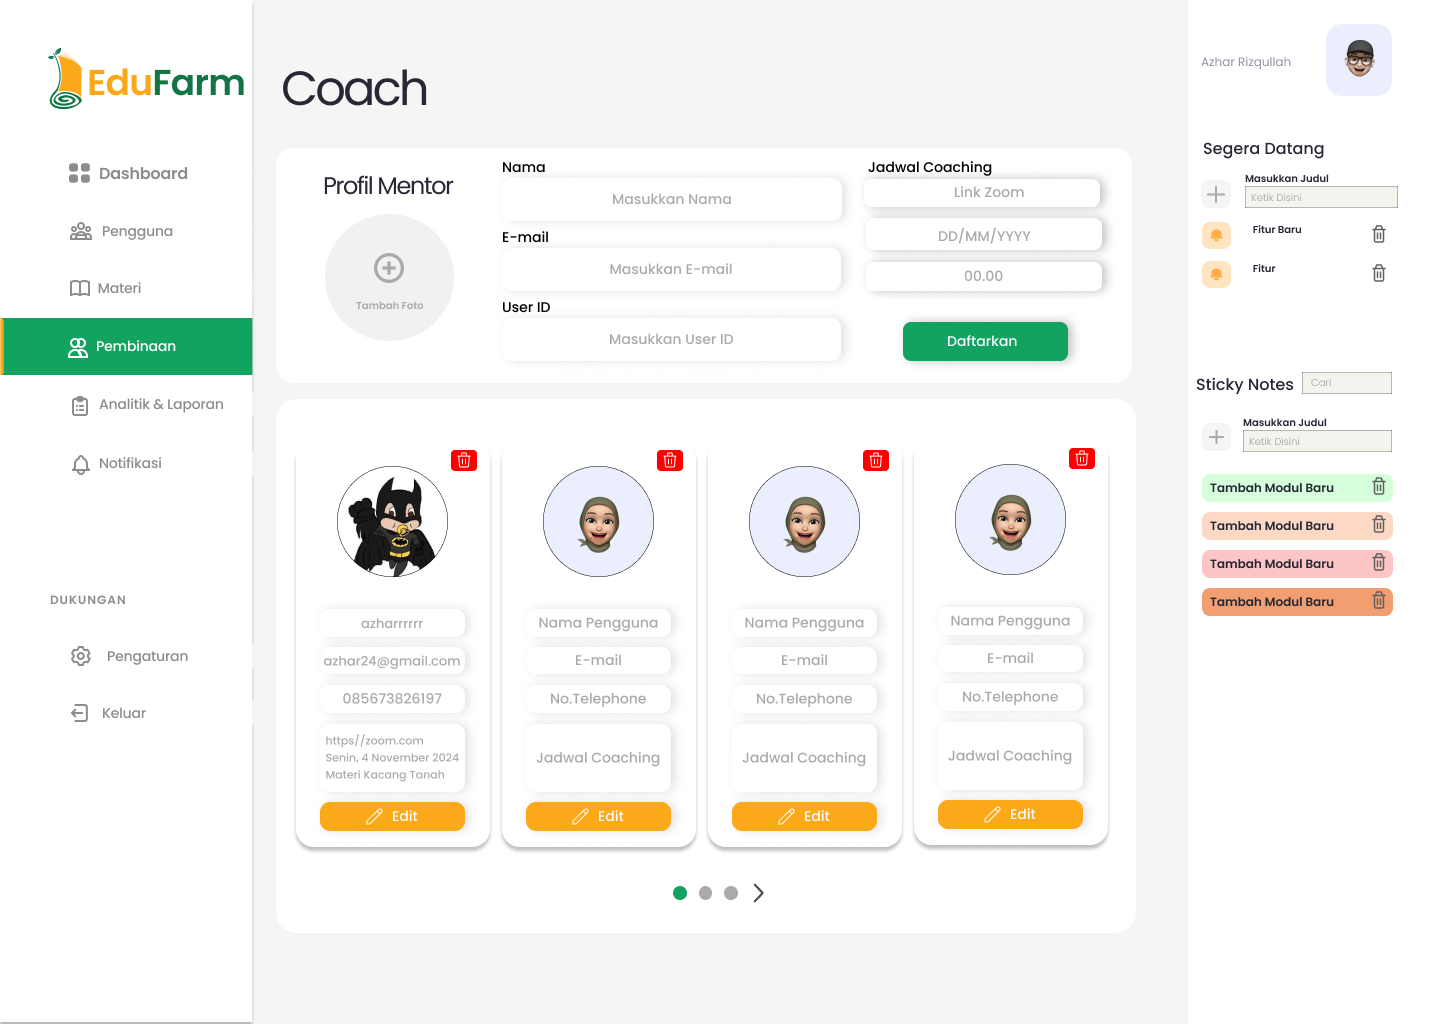 EduFarm
Dashboard
Pengguna
Materi
Pembinaan
Analitik & Laporan
Notifikasi
DUKUNGAN
Pengaturan
Keluar
Coach
Profil Mentor
Tambah Foto
Nama
Masukkan Nama
E-mail
Masukkan E-mail
User ID
Masukkan User ID
Jadwal Coaching
Link Zoom
DD/MM/YYYY
00.00
Daftarkan
azharrrrrr
azhar24@gmail.com
085673826197
https//zoom.com
Senin, 4 November 2024
Materi Kacang Tanah
Edit
Nama Pengguna
E-mail
No.Telephone
Jadwal Coaching
Edit
Nama Pengguna
E-mail
No.Telephone
Jadwal Coaching
Edit
Nama Pengguna
E-mail
No.Telephone
Jadwal Coaching
Edit
Azhar Rizqullah
Segera Datang
Masukkan Judul
Ketik Disini
Fitur Baru
Fitur
Sticky Notes
Cari
Masukkan Judul
Ketik Disini
Tambah Modul Baru
Tambah Modul Baru
Tambah Modul Baru
Tambah Modul Baru